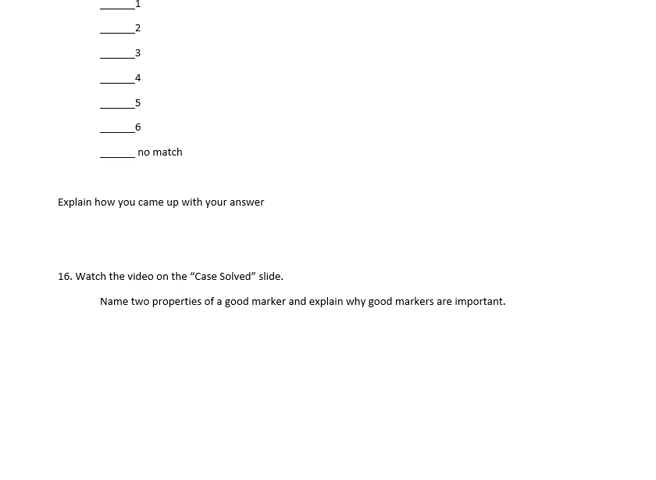 ______1
______2
______3
______4
______5
______6
______ no match
Explain how you came up with your answer
16. Watch the video on the “Case Solved” slide.
Name two properties of a good marker and explain why good markers are important.